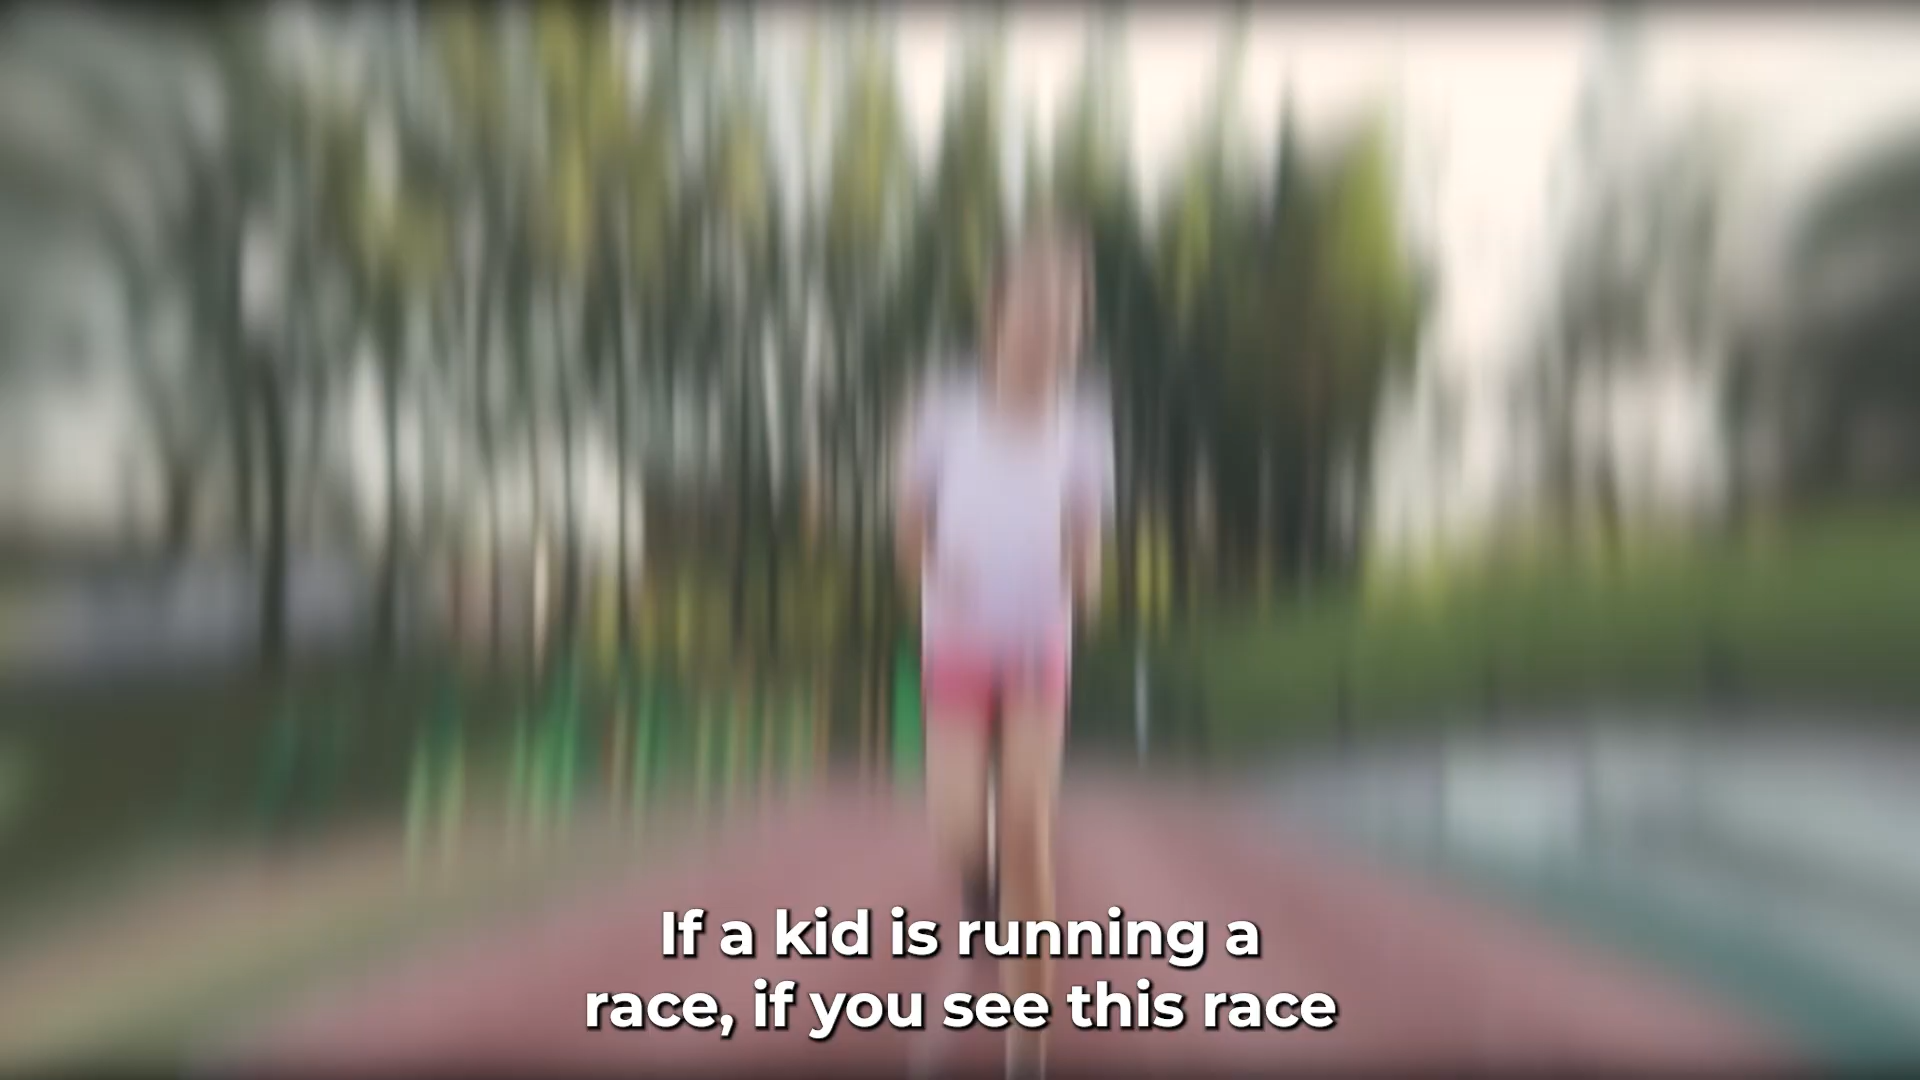 If a kid is running a
race, if you see this race